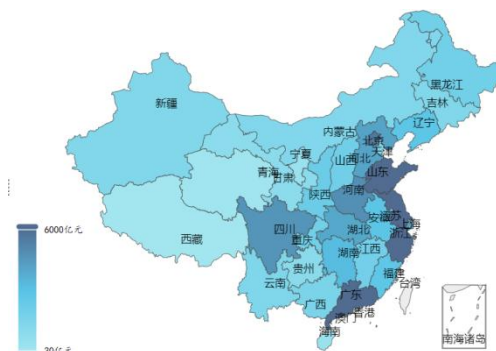 黑龙江
吉林
新疆
辽宁
内蒙古
北京
天津
宁夏
山西
河北
山东
青海
甘肃
陕西
河南
江苏
安徽
上海
四川
湖北
浙江
西藏
重庆
湖南
江西
贵州
福建
云南
台湾
广西
广东
香港
澳门
海南
南海诸岛
6000亿元
20亿元